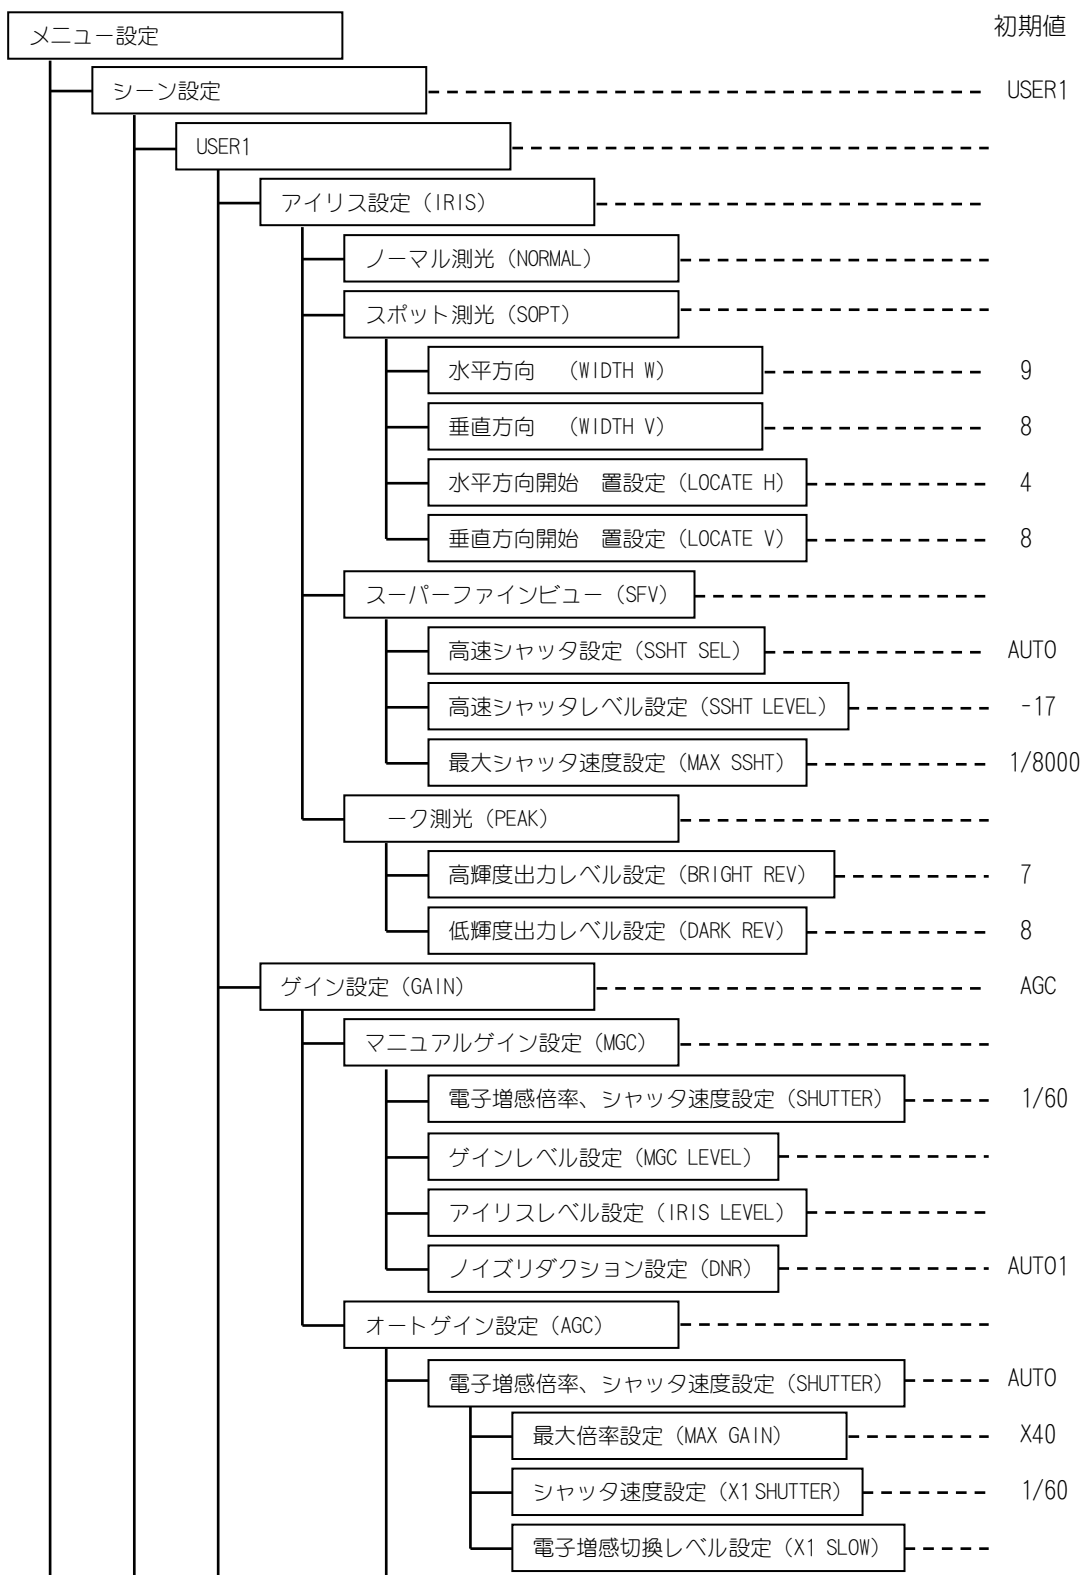 メニュー設定 初期値
シーン設定 USER1
USER1
アイリス設定（IRIS）
ノーマル測光（NORMAL）
スポット測光（SOPT）
水平方向　（WIDTH W） 9
垂直方向　（WIDTH V） 8
水平方向開始　置設定（LOCATE H） 4
垂直方向開始　置設定（LOCATE V） 8
スーパーファインビュー（SFV）
高速シャッタ設定（SSHT SEL） AUTO
高速シャッタレベル設定（SSHT LEVEL） -17
最大シャッタ速度設定（MAX SSHT） 1/8000
ーク測光（PEAK）
高輝度出力レベル設定（BRIGHT REV） 7
低輝度出力レベル設定（DARK REV） 8
ゲイン設定（GAIN） AGC
マニュアルゲイン設定（MGC）
電子増感倍率、シャッタ速度設定（SHUTTER） 1/60
ゲインレベル設定（MGC LEVEL）
アイリスレベル設定（IRIS LEVEL）
ノイズリダクション設定（DNR） AUTO1
オートゲイン設定（AGC）
電子増感倍率、シャッタ速度設定（SHUTTER） AUTO
最大倍率設定（MAX GAIN） X40
シャッタ速度設定（X1 SHUTTER） 1/60
電子増感切換レベル設定（X1 SLOW）